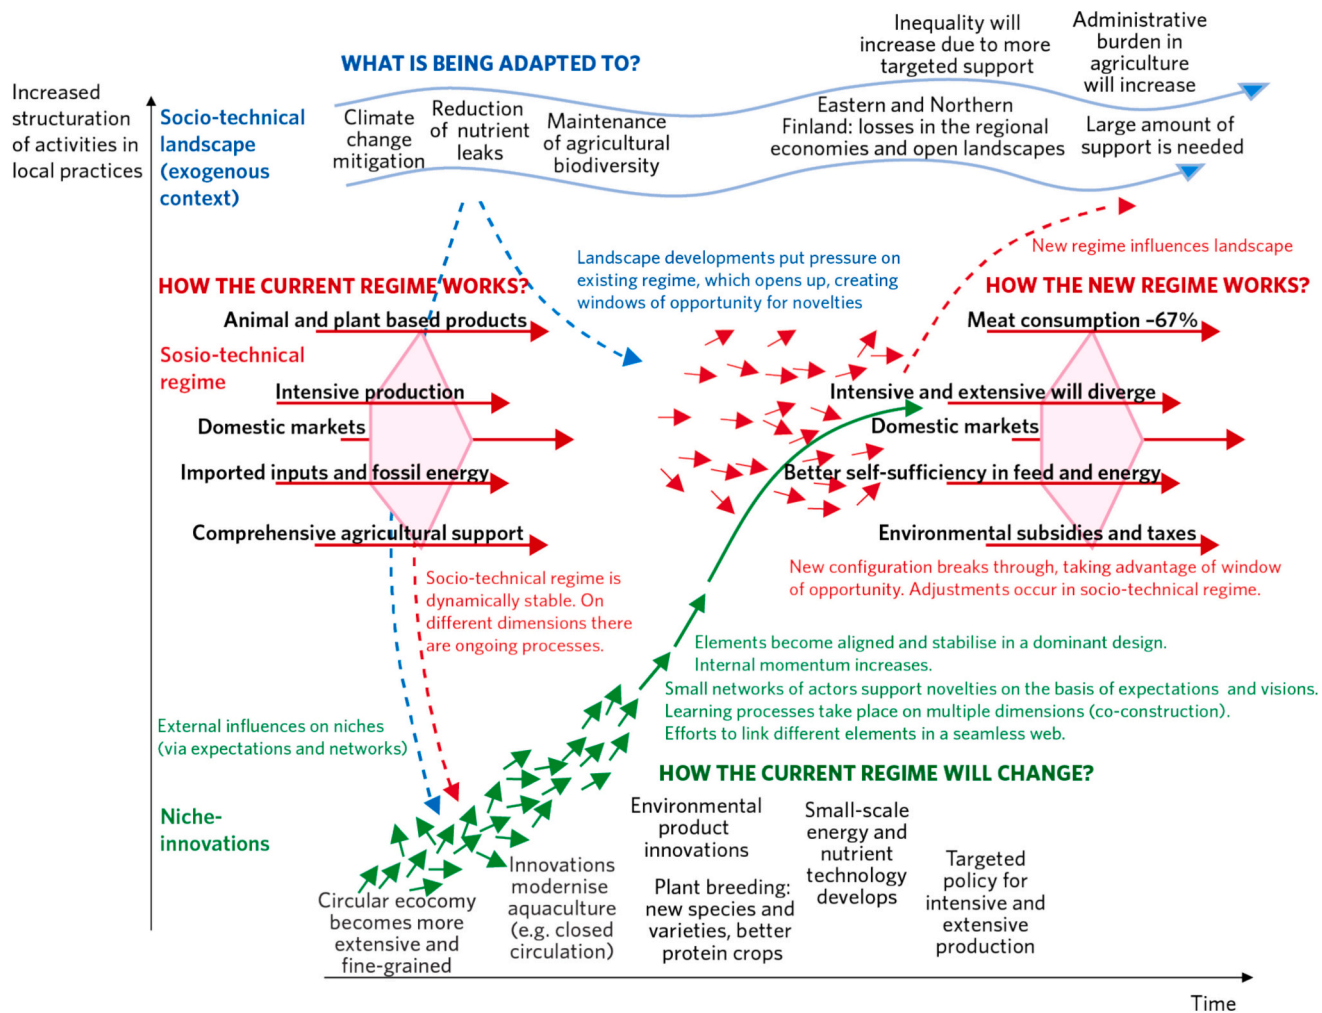 Increased
structuration
of activities in
local practices
Socio-technical
landscape
(exogenous
context)
WHAT IS BEING ADAPTED TO?
Climate
change
mitigation
Reduction
of nutrient
leaks
Maintenance
of agricultural
biodiversity
Inequality will
increase due to more
targeted support
Administrative
burden in
agriculture
will increase
Eastern and Northern
Finland: losses in the regional
economies and open landscapes
Large amount of
support is needed
Landscape developments put pressure on
existing regime, which opens up, creating
windows of opportunity for novelties
New regime influences landscape
HOW THE CURRENT REGIME WORKS?
Animal and plant based products
Sosio-technical
regime
Intensive production
Domestic markets
Imported inputs and fossil energy
Comprehensive agricultural support
HOW THE NEW REGIME WORKS?
Meat consumption –67%
Intensive and extensive will diverge
Domestic markets
Better self-sufficiency in feed and energy
Environmental subsidies and taxes
Socio-technical regime is
dynamically stable. On
different dimensions there
are ongoing processes.
New configuration breaks through, taking advantage of window
of opportunity. Adjustments occur in socio-technical regime.
Elements become aligned and stabilise in a dominant design.
Internal momentum increases.
Small networks of actors support novelties on the basis of expectations and visions.
Learning processes take place on multiple dimensions (co-construction).
Efforts to link different elements in a seamless web.
External influences on niches
(via expectations and networks)
HOW THE CURRENT REGIME WILL CHANGE?
Niche-
innovations
Circular ecomy
becomes more
extensive and
fine-grained
Innovations
modernise
aquaculture
(e.g. closed
circulation)
Environmental
product
innovations
Plant breeding:
new species and
varieties, better
protein crops
Small-scale
energy and
nutrient
technology
develops
Targeted
policy for
intensive and
extensive
production
Time